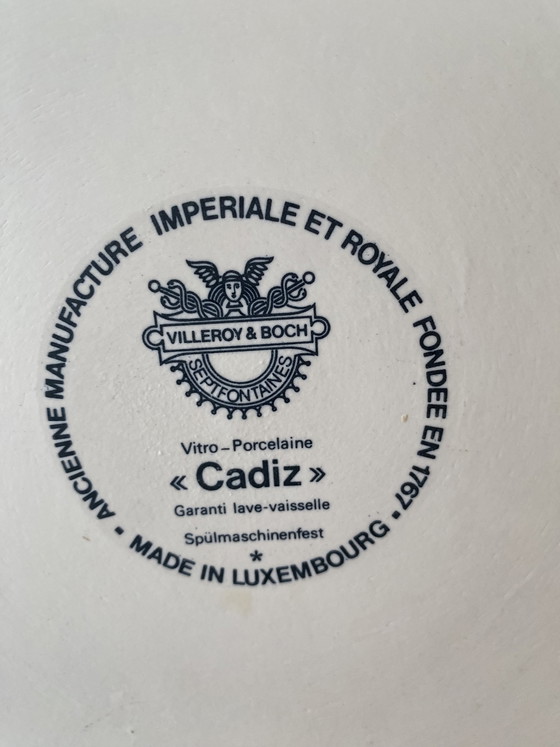 ANCIENNE MANUFACTURE IMPERIALE ET ROYALE FONDEE EN 1767
VILLEROY & BOCH
SEPTFONTAINES
Vitro-Porcelaine
« Cadiz »
Garanti lave-vaisselle
Spülmaschinenfest
*
• MADE IN LUXEMBOURG •